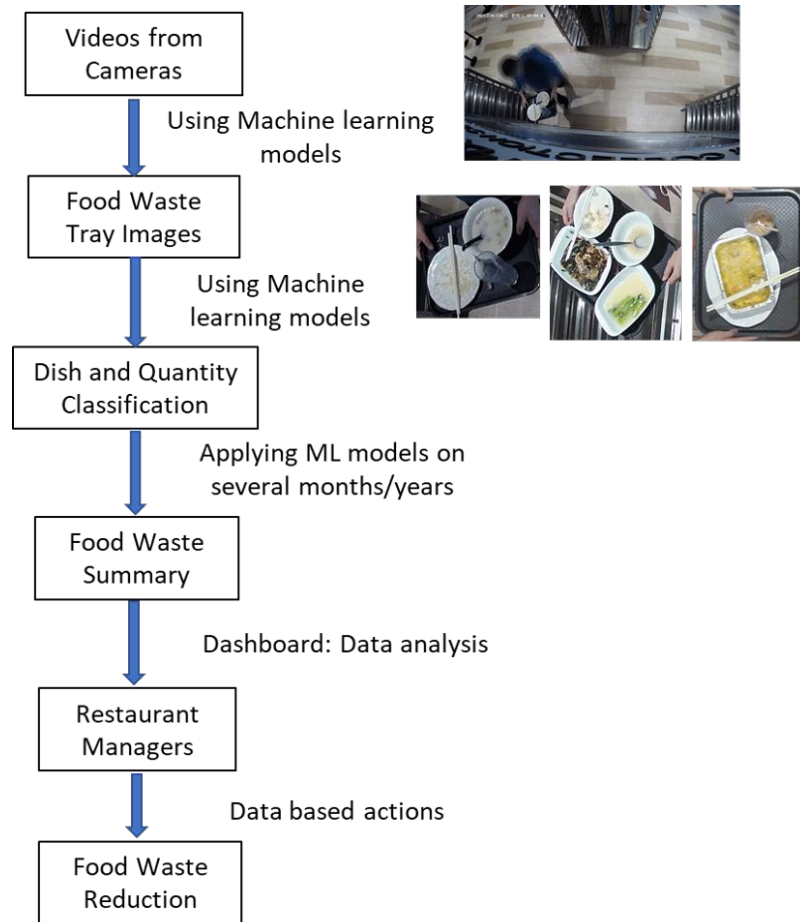 Videos from
Cameras
Using Machine learning
models
Food Waste
Tray Images
Using Machine
learning models
Dish and Quantity
Classification
Applying ML models on
several months/years
Food Waste
Summary
Dashboard: Data analysis
Restaurant
Managers
Data based actions
Food Waste
Reduction